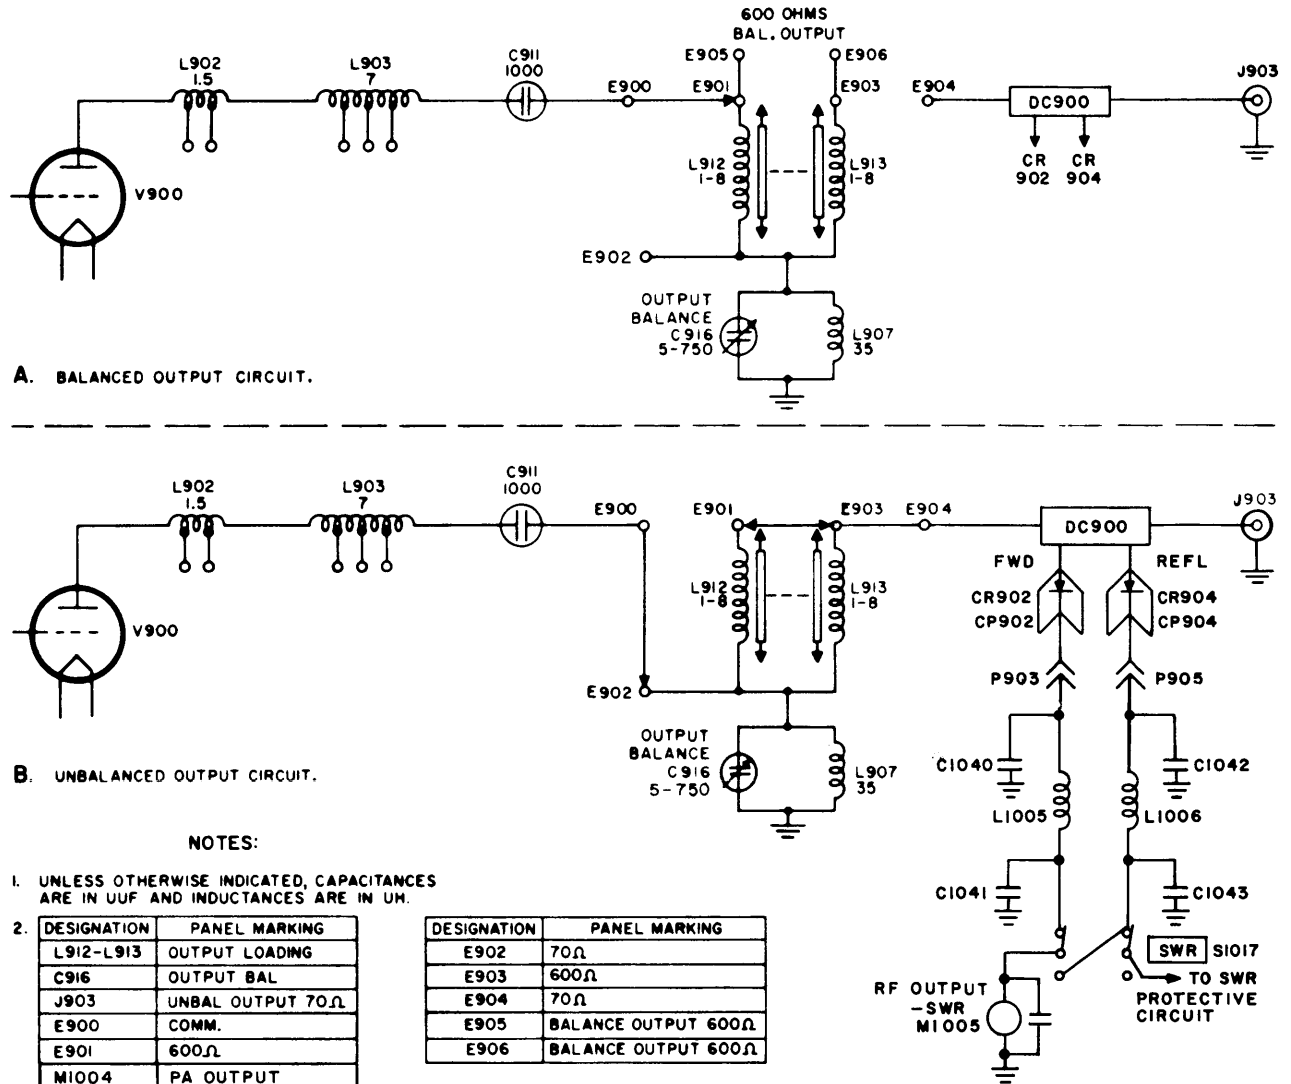 600 OHMS
BAL. OUTPUT
L902
1.5
L903
7
C911
1000
E905
E906
E900
E901
E903
E904
DC900
J903
V900
L912
1-8
L913
1-8
CR
902
CR
904
E902
OUTPUT
BALANCE
C916
5-750
L907
35
A. BALANCED OUTPUT CIRCUIT.
L902
1.5
L903
7
C911
1000
E900
E901
E903
E904
DC900
J903
FWD
REFL
V900
L912
1-8
L913
1-8
CR902
CP902
CR904
CP904
E902
P903
P905
OUTPUT
BALANCE
C916
5-750
L907
35
B. UNBALANCED OUTPUT CIRCUIT.
C1040
C1042
L1005
L1006
C1041
C1043
SWR S1017
TO SWR
PROTECTIVE
CIRCUIT
RF OUTPUT
-SWR
M1005
NOTES:
1. UNLESS OTHERWISE INDICATED, CAPACITANCES
ARE IN UUF AND INDUCTANCES ARE IN UH.
2. DESIGNATION PANEL MARKING
L912-L913 OUTPUT LOADING
C916 OUTPUT BAL
J903 UNBAL OUTPUT 70Ω
E900 COMM.
E901 600Ω
M1004 PA OUTPUT
DESIGNATION PANEL MARKING
E902 70Ω
E903 600Ω
E904 70Ω
E905 BALANCE OUTPUT 600Ω
E906 BALANCE OUTPUT 600Ω